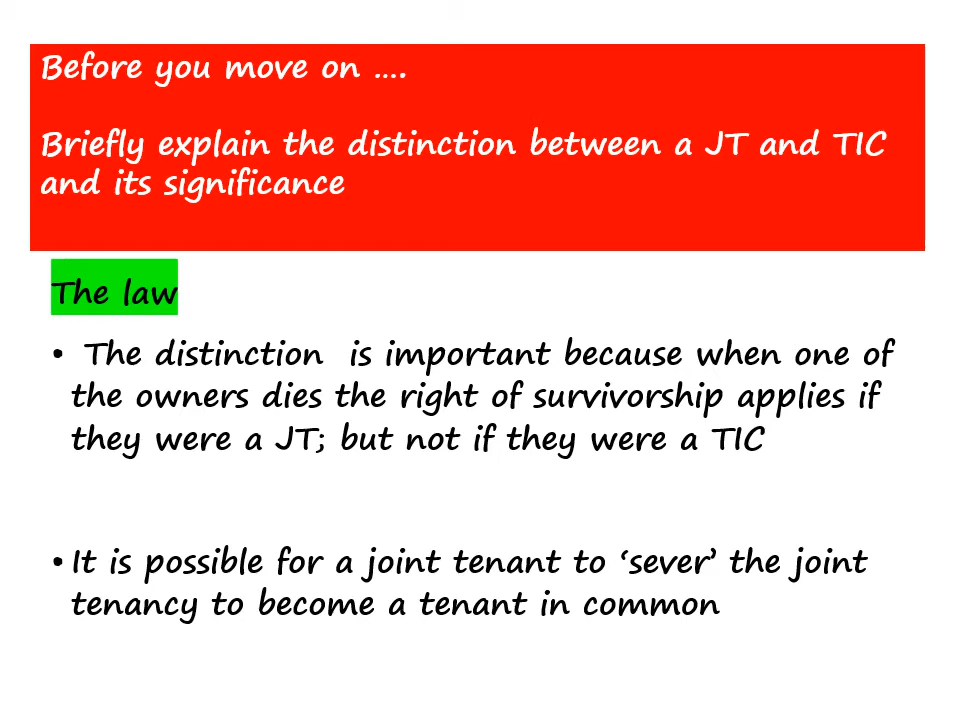 Before you move on ....
Briefly explain the distinction between a JT and TIC
and its significance
The law
• The distinction is important because when one of
the owners dies the right of survivorship applies if
they were a JT; but not if they were a TIC
• It is possible for a joint tenant to ‘sever’ the joint
tenancy to become a tenant in common